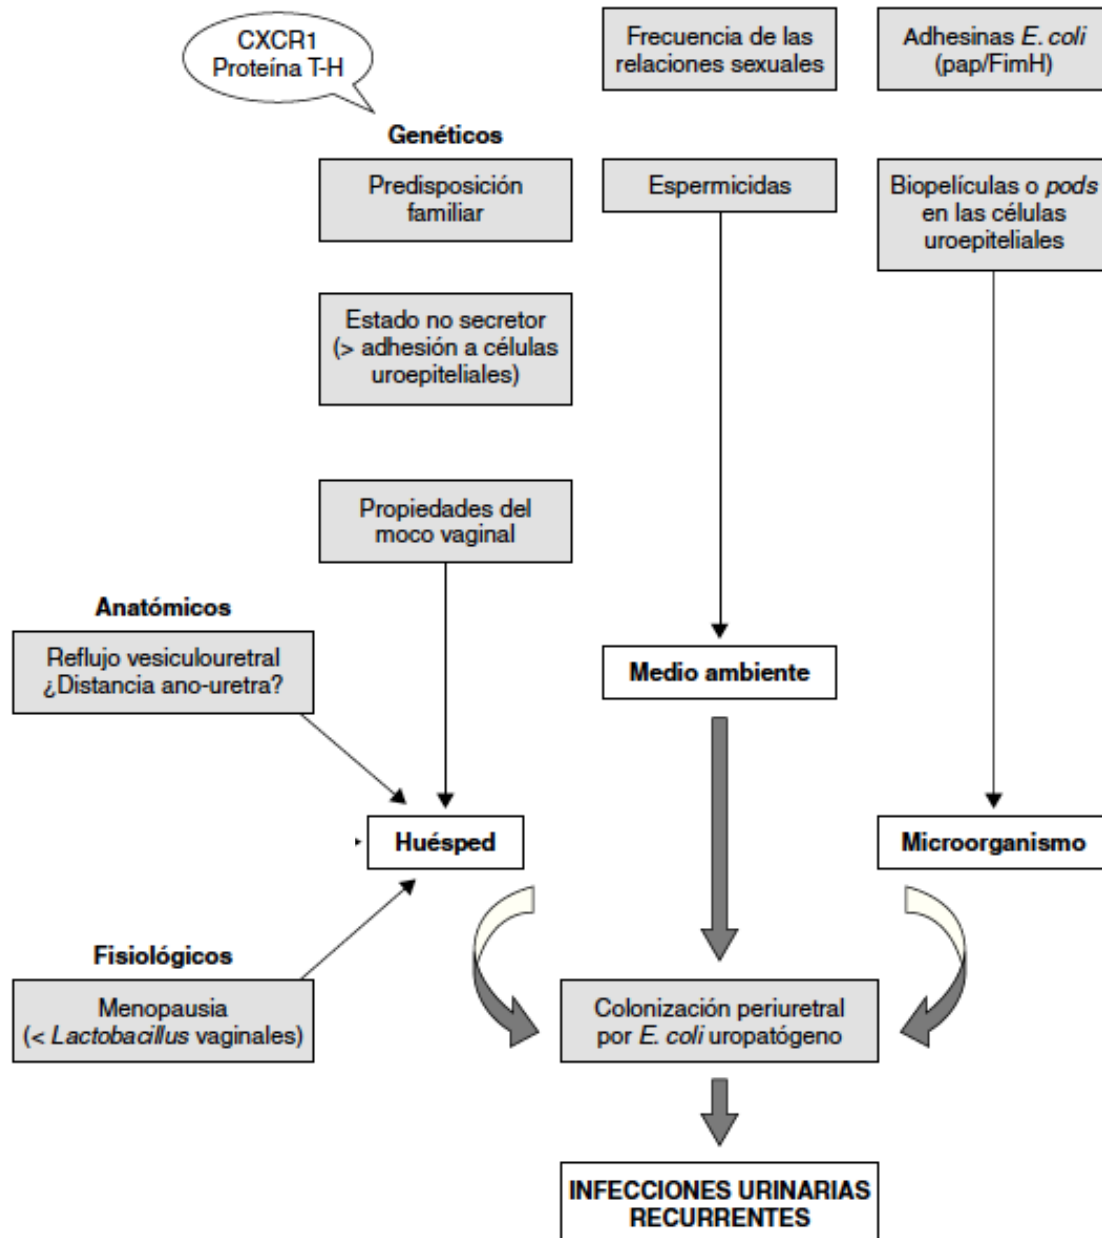 CXCR1
Proteína T-H
Frecuencia de las
relaciones sexuales
Adhesinas E. coli
(pap/FimH)
Genéticos
Predisposición
familiar
Espermicidas
Biopelículas o pods
en las células
uroepiteliales
Estado no secretor
(> adhesión a células
uroepiteliales)
Propiedades del
moco vaginal
Anatómicos
Reflujo vesiculouretral
¿Distancia ano-uretra?
Medio ambiente
Huésped
Microorganismo
Fisiológicos
Menopausia
(< Lactobacillus vaginales)
Colonización periuretral
por E. coli uropatógeno
INFECCIONES URINARIAS
RECURRENTES